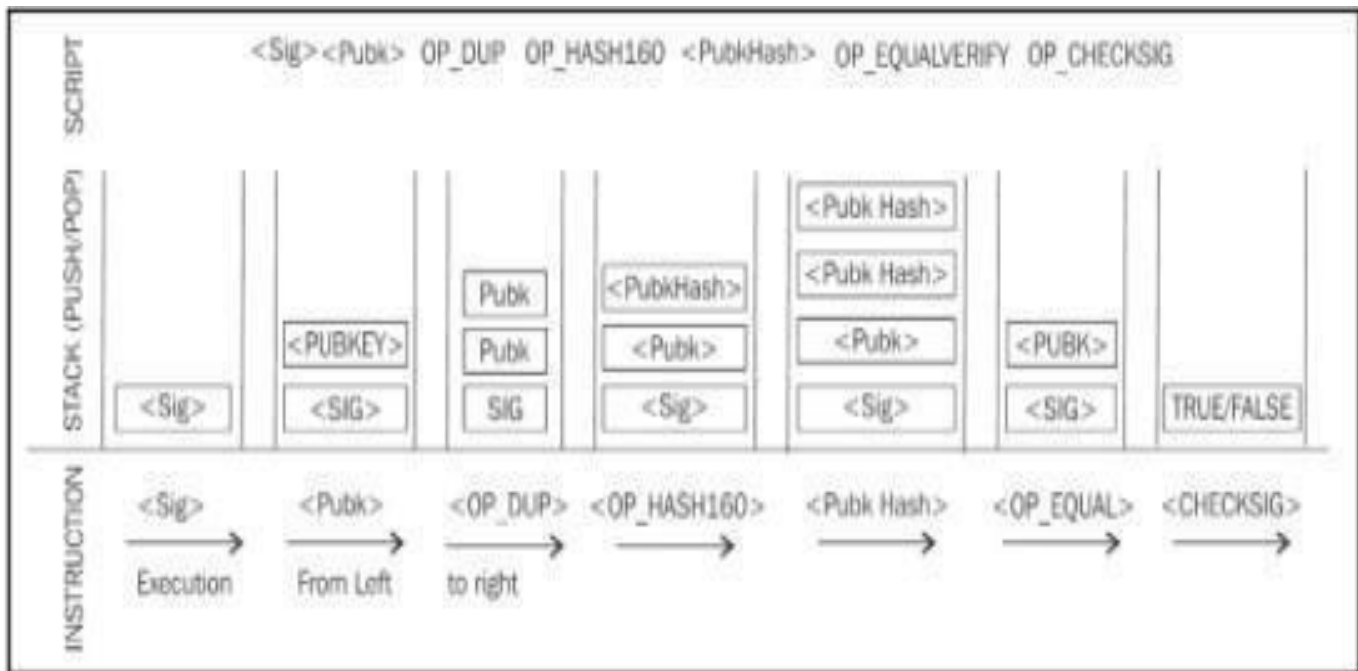 SCRIPT
<Sig> <Pubk> OP_DUP OP_HASH160 <PubkHash> OP_EQUALVERIFY OP_CHECKSIG
STACK (PUSH/POP)
<Pubk Hash>
<Pubk Hash>
Pubk <PubkHash>
<PUBKEY> Pubk <Pubk> <Pubk> <PUBK>
<Sig> <SIG> SIG <Sig> <Sig> <SIG> TRUE/FALSE
INSTRUCTION
<Sig> <Pubk> <OP_DUP> <OP_HASH160> <Pubk Hash> <OP_EQUAL> <CHECKSIG>
Execution From Left to right